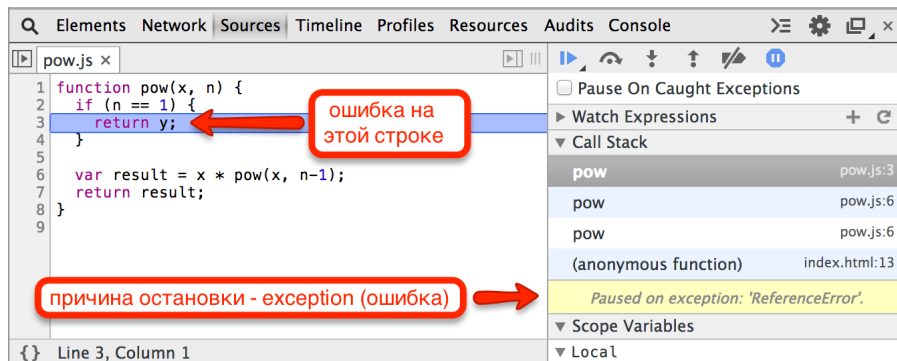 Elements Network Sources Timeline Profiles Resources Audits Console
pow.js ×
1 function pow(x, n) {
2 if (n == 1) {
3 return y;
4 }
5
6 var result = x * pow(x, n-1);
7 return result;
8 }
9
ошибка на
этой строке
причина остановки - exception (ошибка)
{} Line 3, Column 1
Pause On Caught Exceptions
Watch Expressions
Call Stack
pow pow.js:3
pow pow.js:6
pow pow.js:6
(anonymous function) index.html:13
Paused on exception: 'ReferenceError'.
Scope Variables
Local